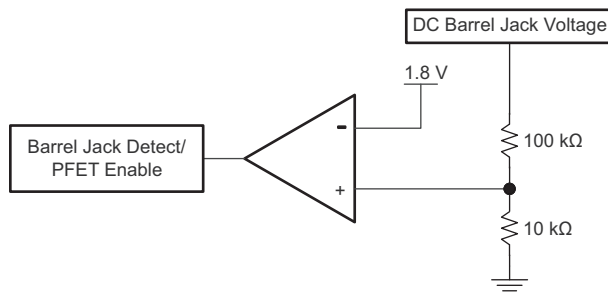 DC Barrel Jack Voltage
1.8 V
-
100 kΩ
Barrel Jack Detect/
PFET Enable
+
10 kΩ